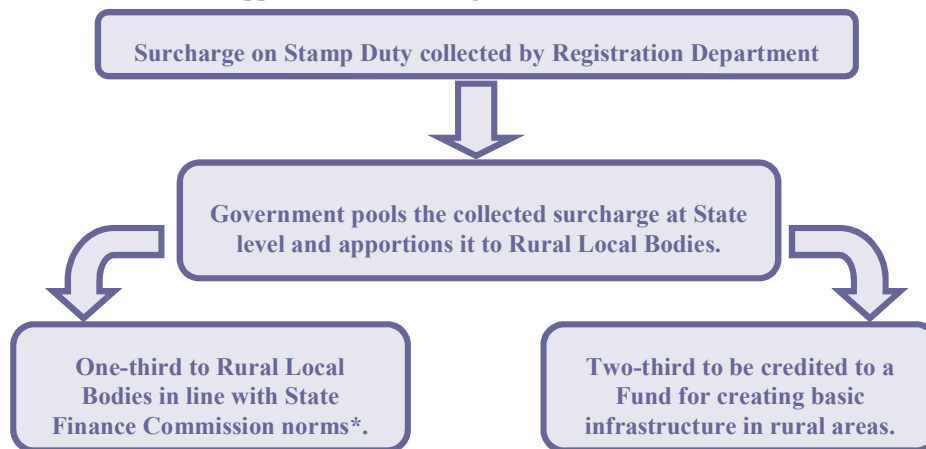 Surcharge on Stamp Duty collected by Registration Department
Government pools the collected surcharge at State
level and apportions it to Rural Local Bodies.
One-third to Rural Local
Bodies in line with State
Finance Commission norms*.
Two-third to be credited to a
Fund for creating basic
infrastructure in rural areas.